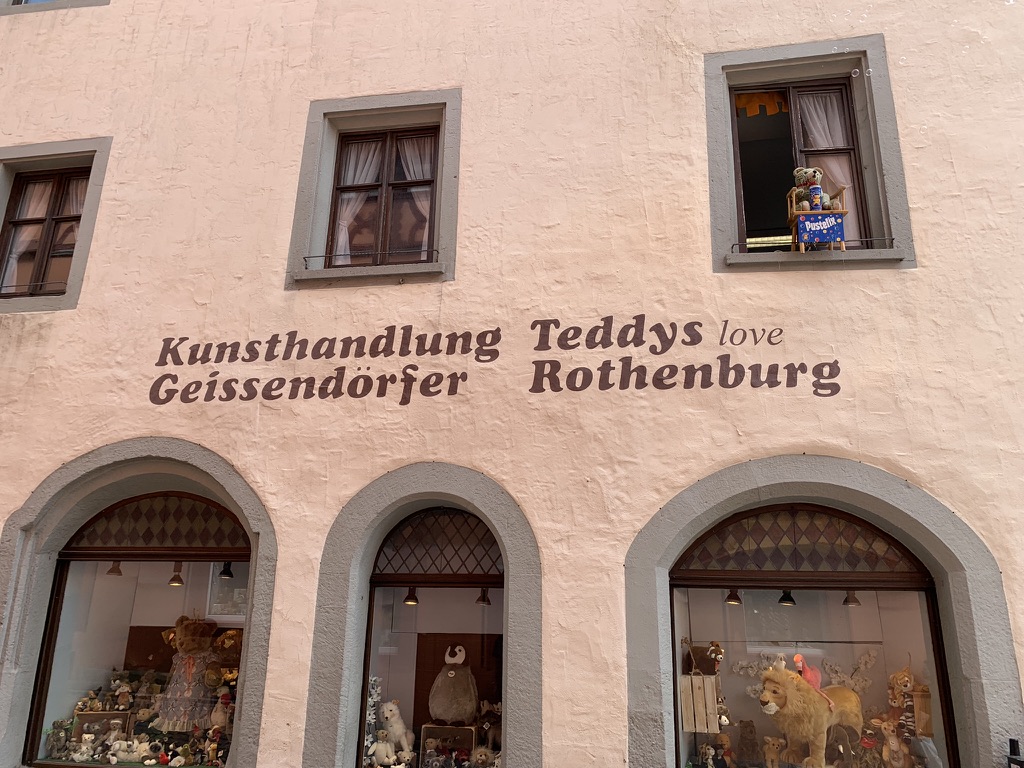 Pustefix
Kunsthandlung
Geissendörfer
Teddys love
Rothenburg